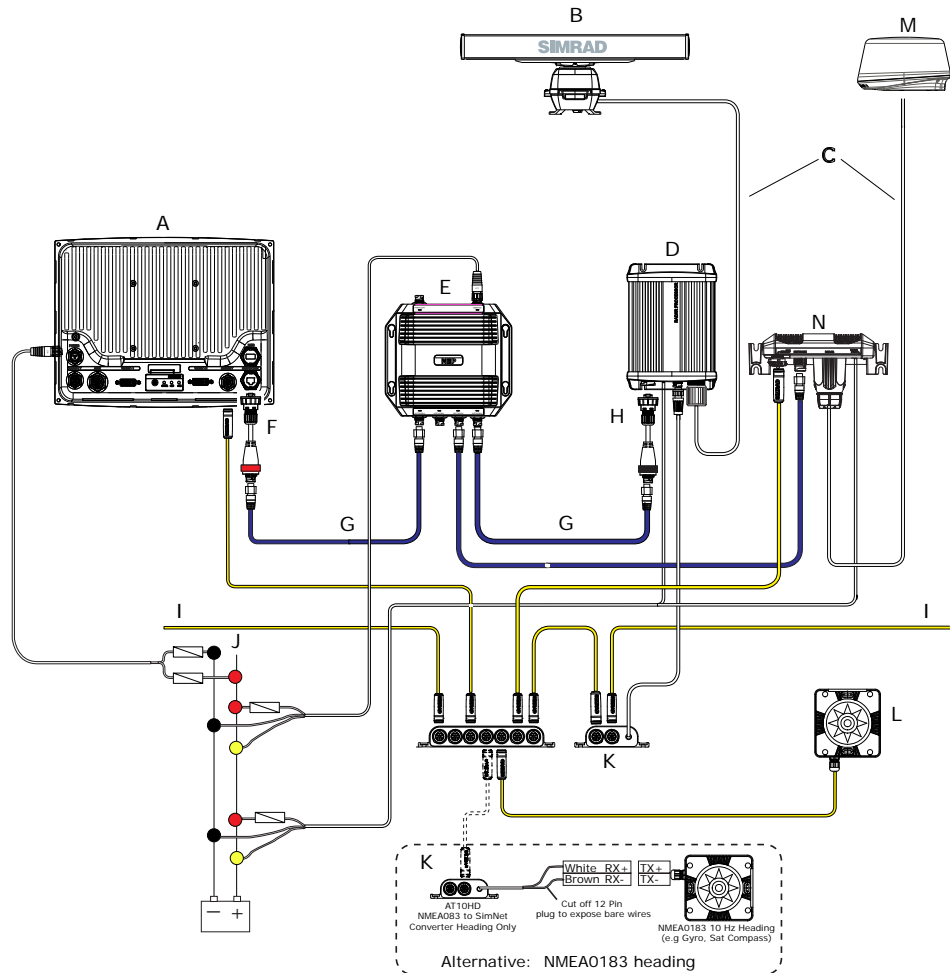 B
M
SIMRAD
C
A
D
E
N
NEP
F
H
G
G
I
I
J
L
K
K
White RX+
TX+
Brown RX-
TX-
AT10HD
NMEA083 to SimNet
Converter Heading Only
Cut off 12 Pin
plug to expose bare wires
NMEA0183 10 Hz Heading
(e.g Gyro, Sat Compass)
− +
Alternative: NMEA0183 heading